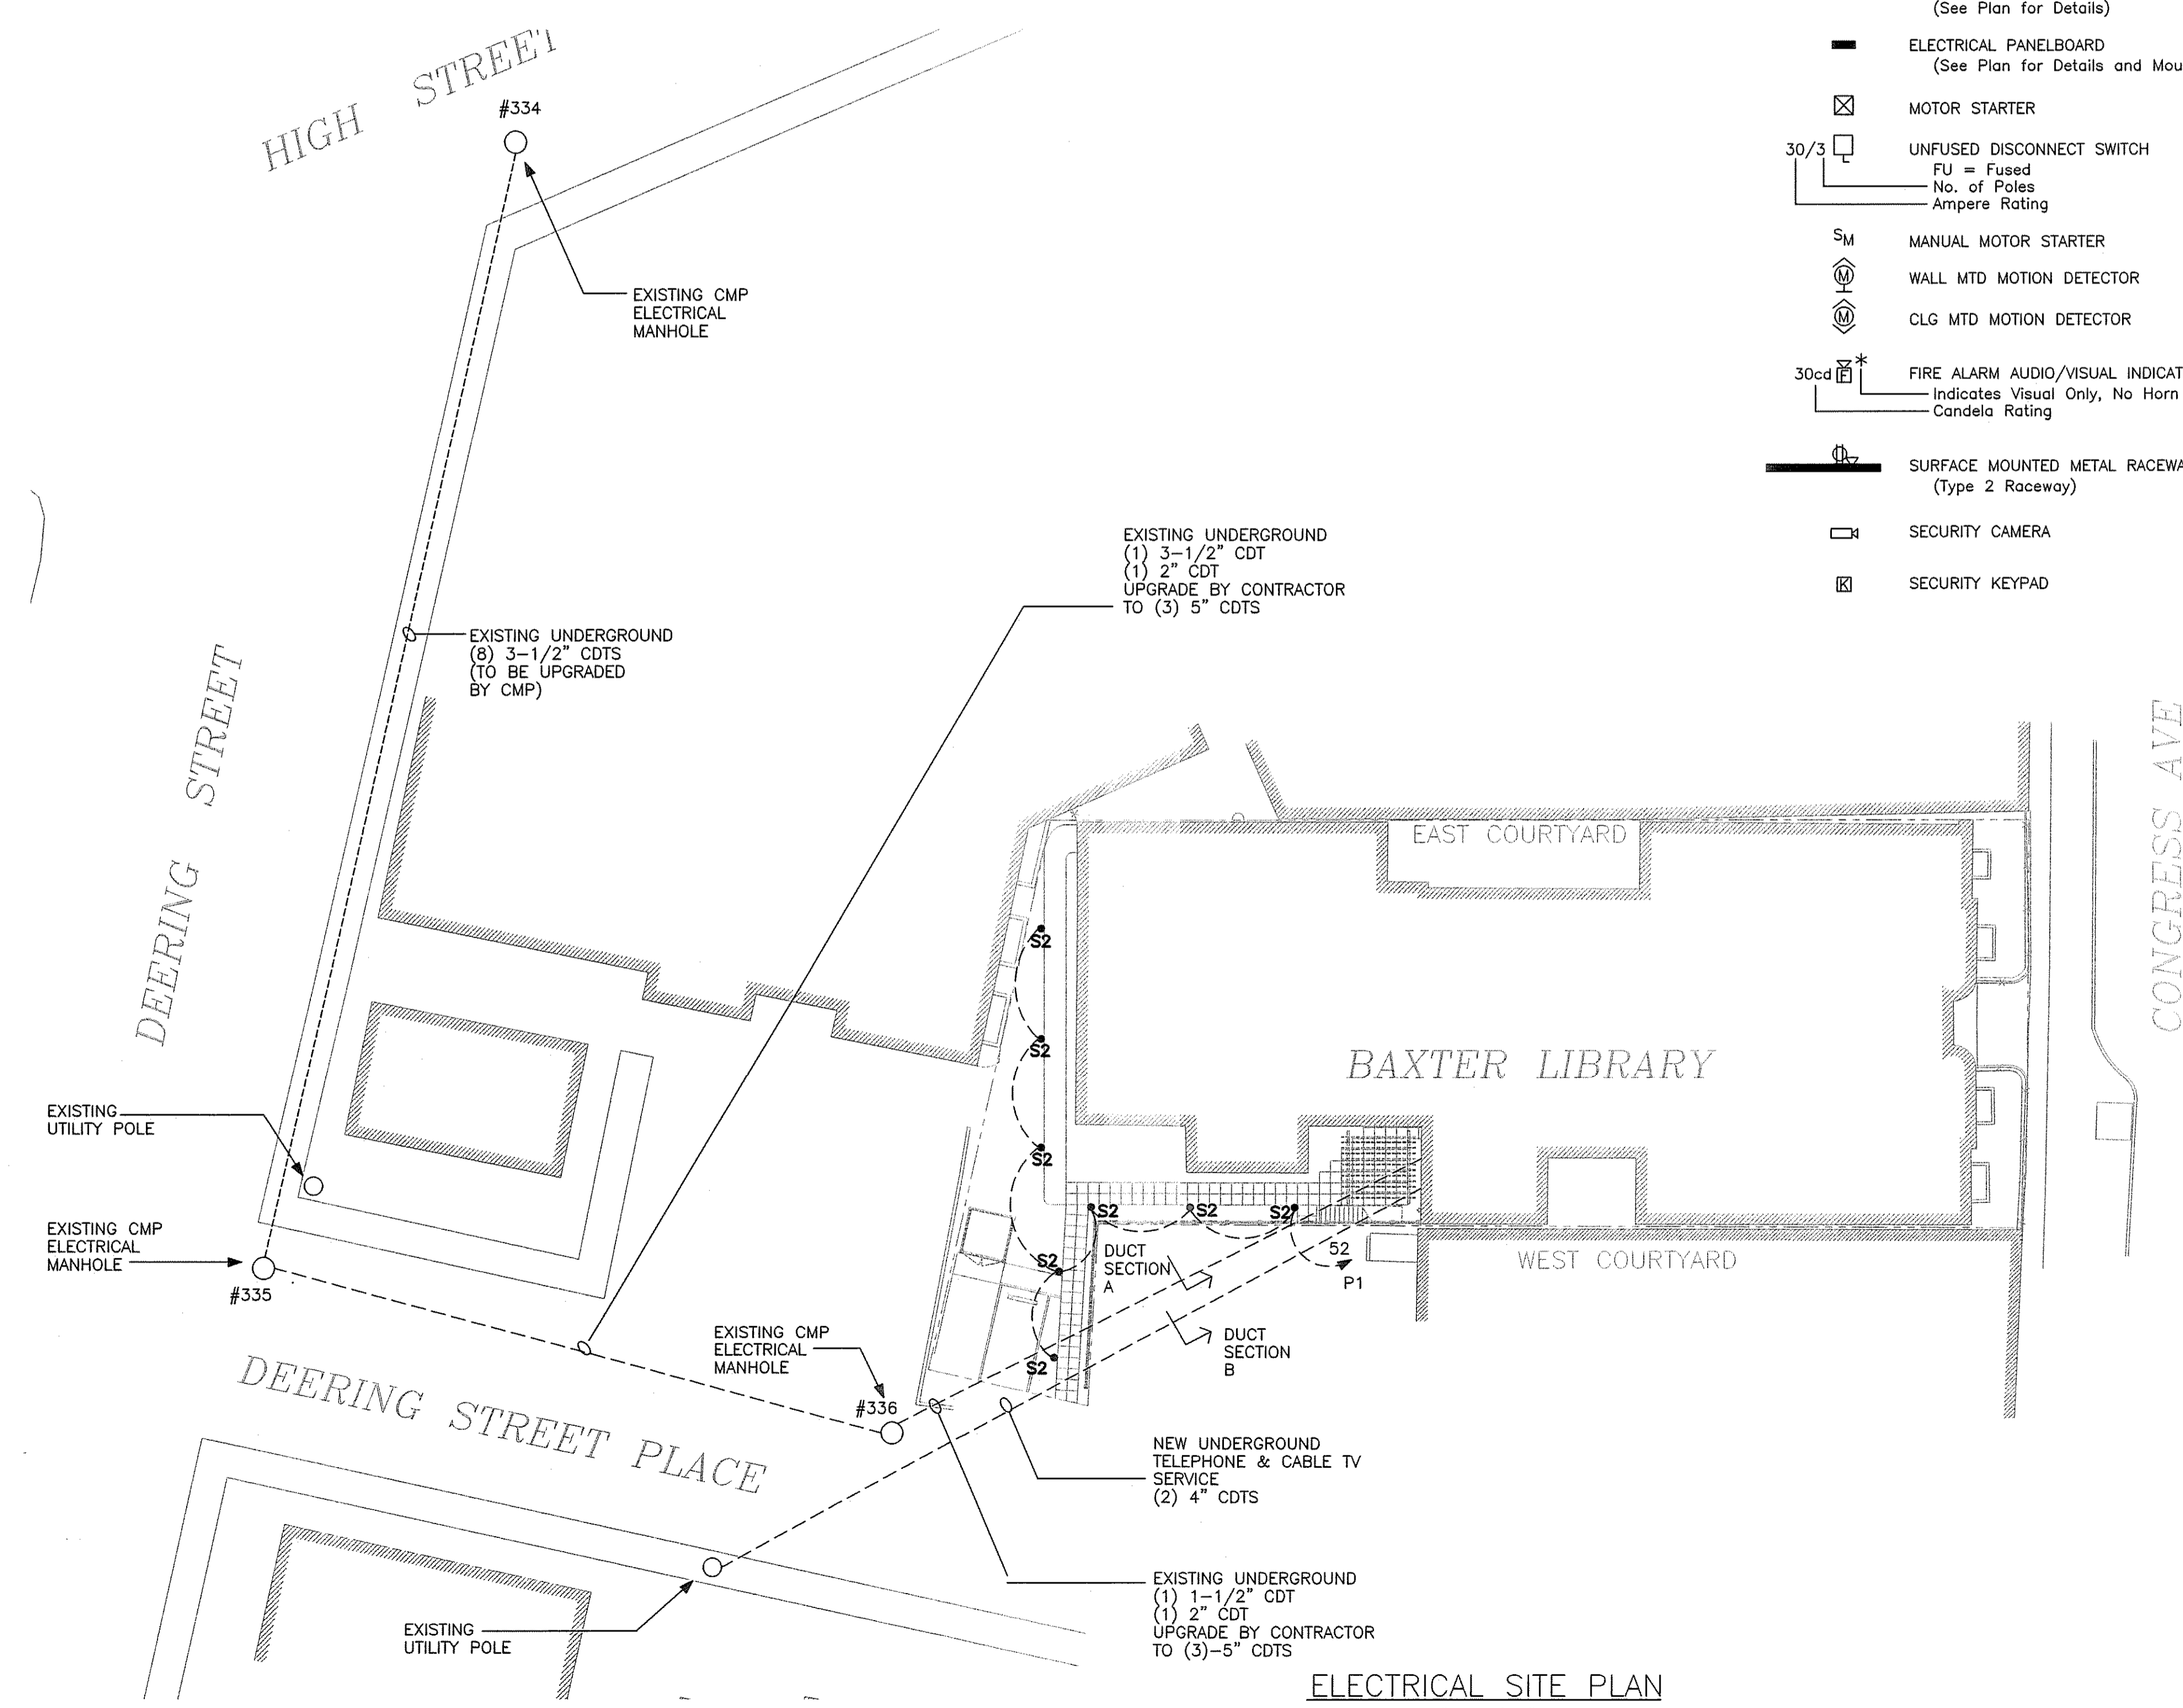 (See Plan for Details)
ELECTRICAL PANELBOARD
MOTOR STARTER
30/3
UNFUSED DISCONNECT SWITCH
FU = Fused
No. of Poles
Ampere Rating
SM
MANUAL MOTOR STARTER
M
WALL MTD MOTION DETECTOR
M
CLG MTD MOTION DETECTOR
30cd
F
*
FIRE ALARM AUDIO/VISUAL
Indicates Visual Only, No Horn
Candela Rating
SURFACE MOUNTED METAL
(Type 2 Raceway)
SECURITY CAMERA
K
SECURITY KEYPAD
(See Plan for Details and
HIGH STREET
#334
EXISTING CMP
ELECTRICAL
MANHOLE
EXISTING UNDERGROUND
(1) 3-1/2" CDT
(1) 2" CDT
UPGRADE BY CONTRACTOR
TO (3) 5" CDTS
EXISTING UNDERGROUND
(8) 3-1/2" CDTS
(TO BE UPGRADED
BY CMP)
DEERING STREET
CONGRESS AVE
EAST COURTYARD
BAXTER LIBRARY
WEST COURTYARD
S2
S2
S2
S2
S2
S2
S2
S2
52
P1
DUCT
SECTION
A
DUCT
SECTION
B
EXISTING
UTILITY POLE
EXISTING CMP
ELECTRICAL
MANHOLE
#335
EXISTING CMP
ELECTRICAL
MANHOLE
#336
DEERING STREET PLACE
NEW UNDERGROUND
TELEPHONE & CABLE TV
SERVICE
(2) 4" CDTS
EXISTING UNDERGROUND
(1) 1-1/2" CDT
(1) 2" CDT
UPGRADE BY CONTRACTOR
TO (3)-5" CDTS
EXISTING
UTILITY POLE
ELECTRICAL SITE PLAN